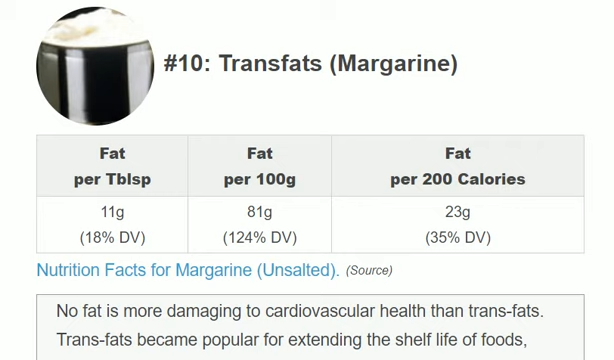 #10: Transfats (Margarine)
Fat per Tblsp
Fat per 100g
Fat per 200 Calories
11g (18% DV)
81g (124% DV)
23g (35% DV)
Nutrition Facts for Margarine (Unsalted). (Source)
No fat is more damaging to cardiovascular health than trans-fats.
Trans-fats became popular for extending the shelf life of foods,